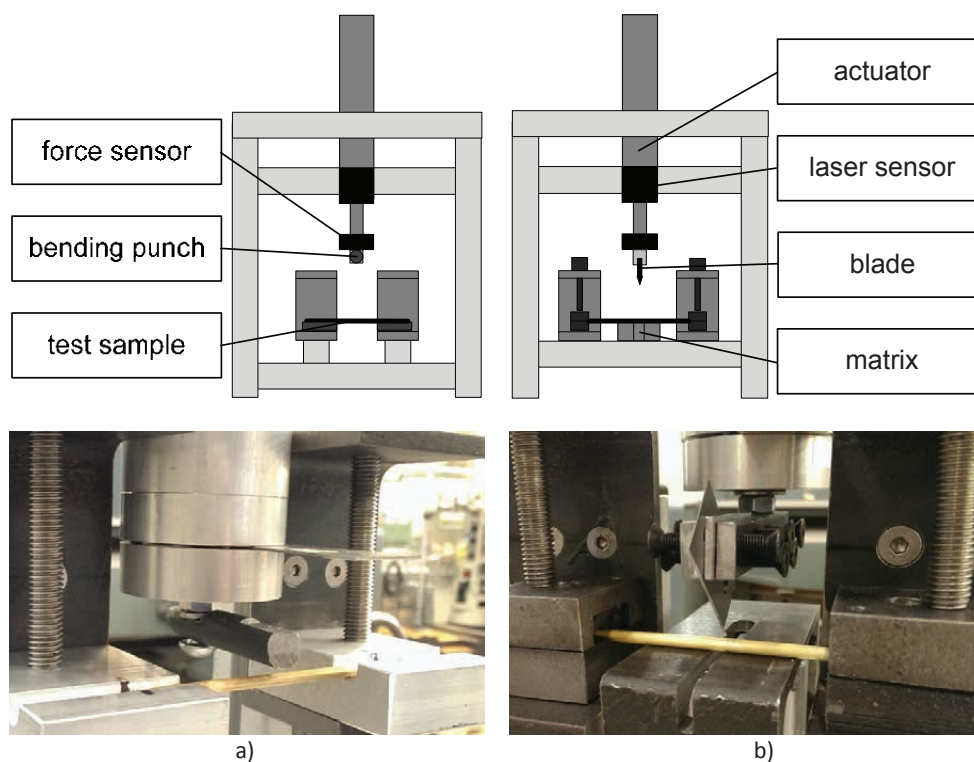 force sensor
bending punch
test sample
actuator
laser sensor
blade
matrix
a)
b)